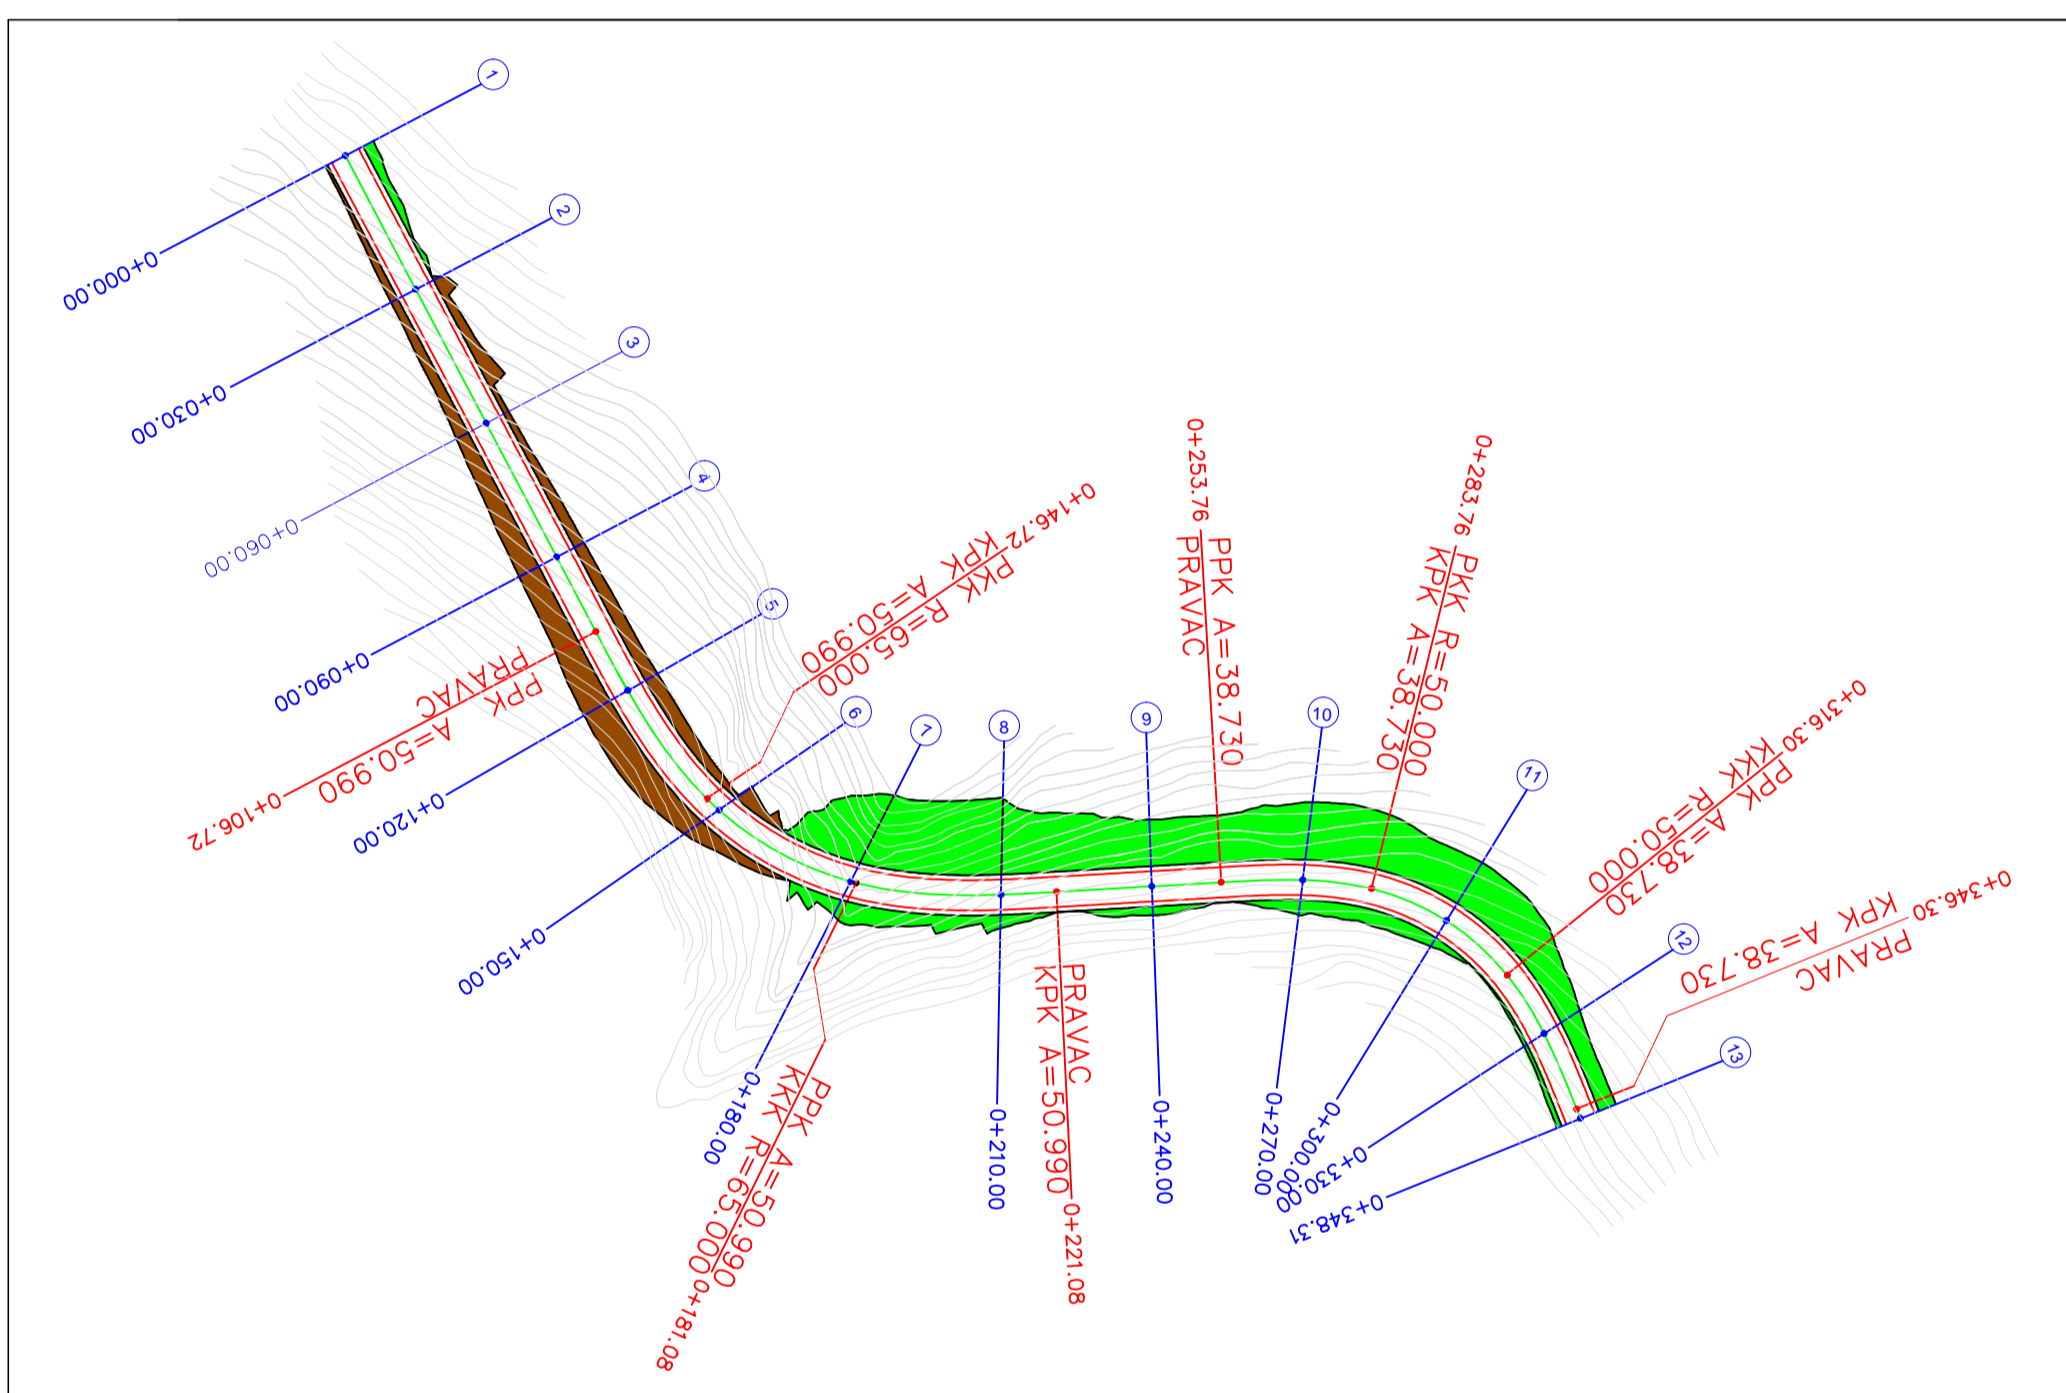 1
2
3
4
5
6
7
8
9
10
11
12
13
0+000.00
0+030.00
0+060.00
0+090.00
0+120.00
0+150.00
0+180.00
0+210.00
0+240.00
0+270.00
0+300.00
0+330.00
0+348.31
0+106.72
PRAVAC
PPK A=50.990
0+146.72
KPK A=50.990
PKK R=65.000
0+181.08
KKK R=65.000
PPK A=50.990
0+221.08
KPK A=50.990
PRAVAC
0+253.76
PRAVAC
PPK A=38.730
0+283.76
KPK A=38.730
PKK R=50.000
0+316.30
KKK R=50.000
PPK A=38.730
0+346.30
KPK A=38.730
PRAVAC